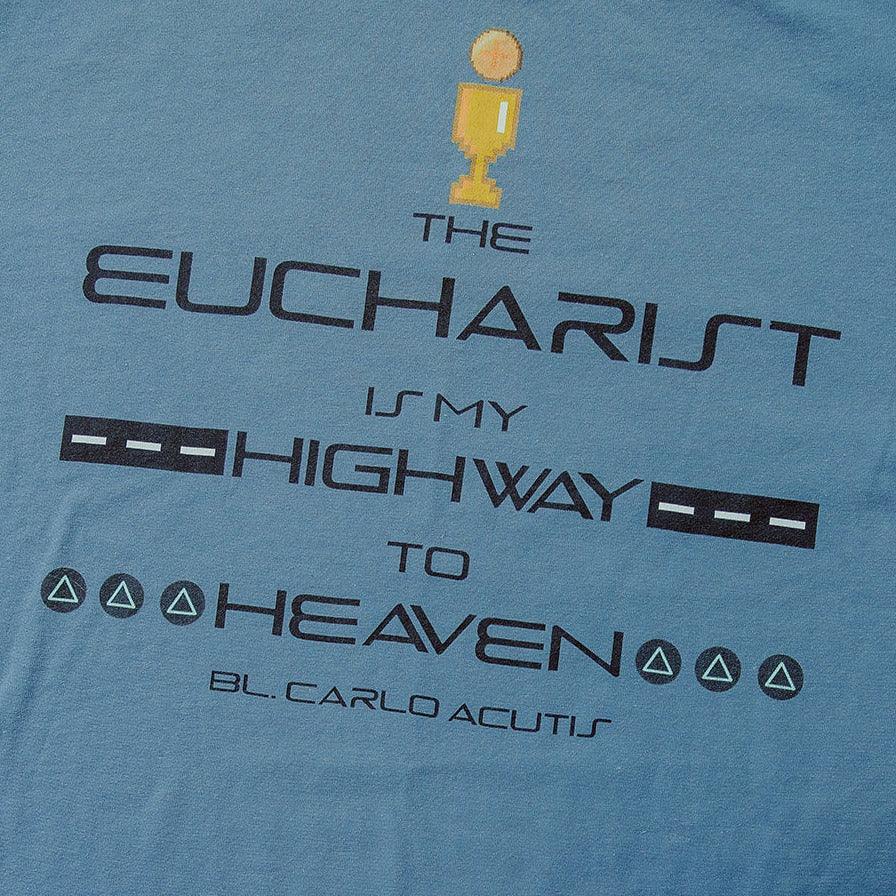 THE
EUCHARIST
IS MY
HIGHWAY
TO
HEAVEN
BL. CARLO ACUTIS